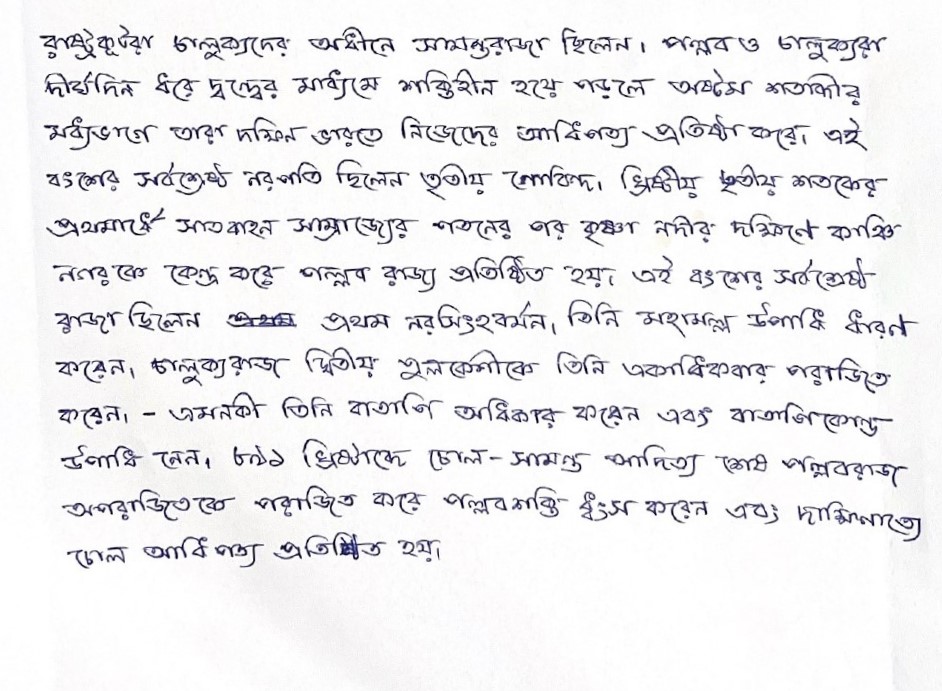 রাষ্ট্রকূটরা চালুক্যদের অধীনে সামন্তরাজা ছিলেন। পল্লব ও চালুক্যরা
দীর্ঘদিন ধরে দ্বন্দ্বের মাধ্যমে শক্তিহীন হয়ে পড়লে অষ্টম শতাব্দীর
মধ্যভাগে তারা দক্ষিন ভারতে নিজেদের আধিপত্য প্রতিষ্ঠা করে। এই
বংশের সর্বশ্রেষ্ঠ নরপতি ছিলেন তৃতীয় গোবিন্দ। খ্রিষ্টীয় তৃতীয় শতকের
প্রথমার্ধে সাতবাহন সাম্রাজ্যের পতনের পর কৃষ্ণা নদীর দক্ষিণে কাঞ্চি
নগরকে কেন্দ্র করে পল্লব রাজ্য প্রতিষ্ঠিত হয়। এই বংশের সর্বশ্রেষ্ঠ
রাজা ছিলেন প্রথম নরসিংহবর্মন। তিনি মহামল্ল উপাধি ধারণ
করেন। চালুক্যরাজ দ্বিতীয় পুলকেশীকে তিনি একাধিকবার পরাজিত
করেন। - এমনকী তিনি বাতাপি অধিকার করেন এবং বাতাপিকোন্ড
উপাধি নেন। ৮৯১ খ্রিষ্টাব্দে চোল-সামন্ত আদিত্য শেষ পল্লবরাজ
অপরাজিতকে পরাজিত করে পল্লবশক্তি ধ্বংস করেন এবং দাক্ষিনাত্যে
চোল আধিপত্য প্রতিষ্ঠিত হয়।